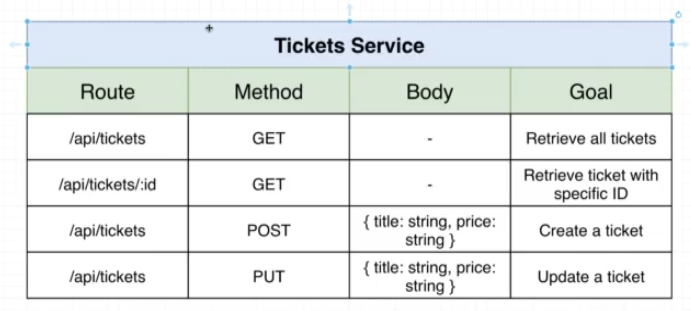 Tickets Service
Route Method Body Goal
/api/tickets GET - Retrieve all tickets
/api/tickets/:id GET - Retrieve ticket with
specific ID
/api/tickets POST { title: string, price: Create a ticket
string }
/api/tickets PUT { title: string, price: Update a ticket
string }